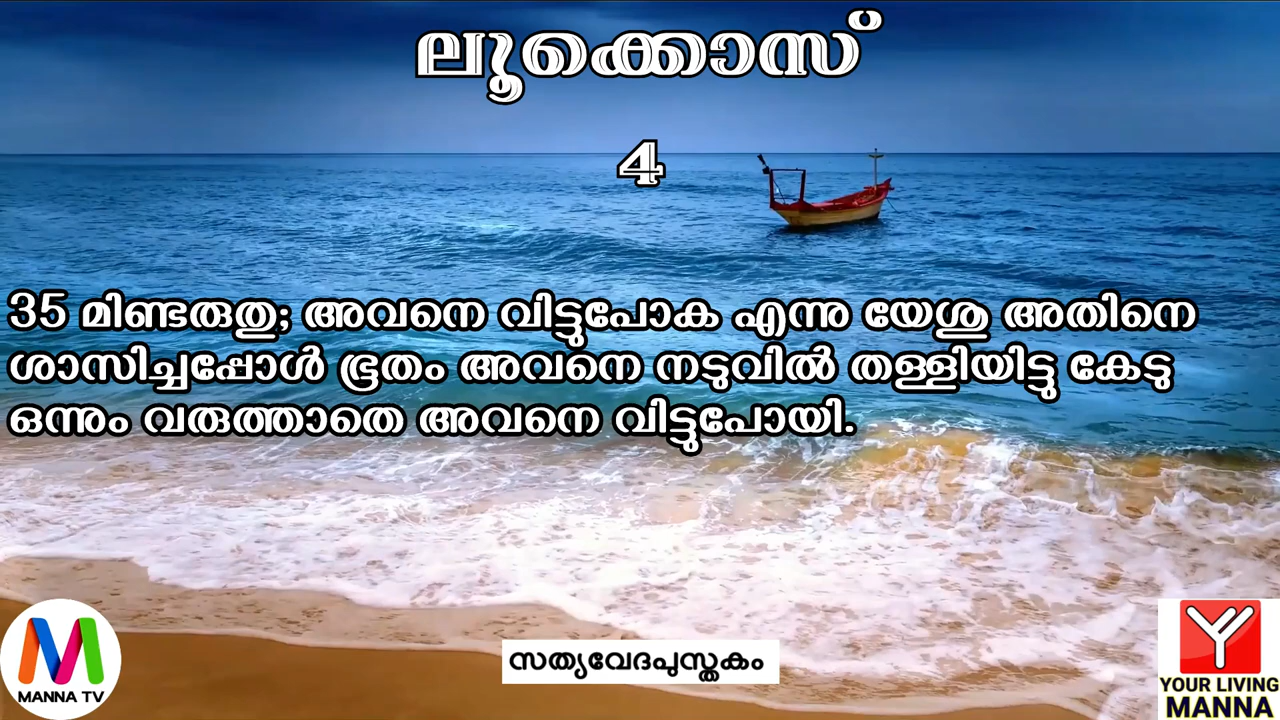 ലൂക്കൊസ്
4
35 മിണ്ടരുതു; അവനെ വിട്ടുപോക എന്നു യേശു അതിനെ
ശാസിച്ചപ്പോൾ ഭൂതം അവനെ നടുവിൽ തള്ളിയിട്ടു കേടു
ഒന്നും വരുത്താതെ അവനെ വിട്ടുപോയി.
സത്യവേദപുസ്തകം
MANNA TV
YOUR LIVING
MANNA